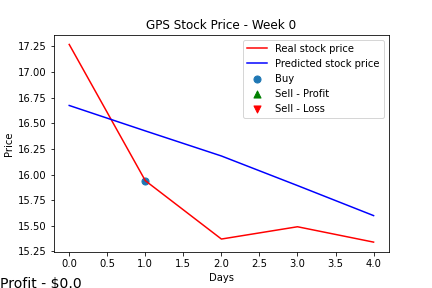 GPS Stock Price - Week 0
17.25
17.00
16.75
16.50
16.25
16.00
15.75
15.50
15.25
Price
Real stock price
Predicted stock price
Buy
Sell - Profit
Sell - Loss
0.0 0.5 1.0 1.5 2.0 2.5 3.0 3.5 4.0
Days
Profit - $0.0